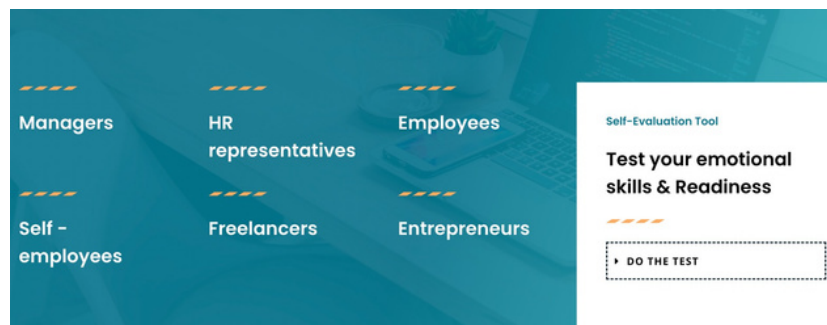 Managers
HR
representatives
Employees
Self -
employees
Freelancers
Entrepreneurs
Self-Evaluation Tool
Test your emotional
skills & Readiness
DO THE TEST